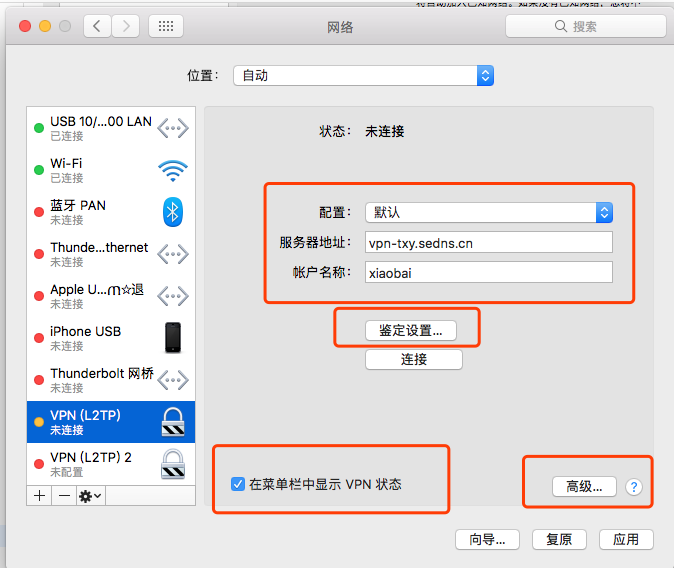 网络
搜索
位置： 自动
USB 10/...00 LAN
已连接
Wi-Fi
已连接
蓝牙 PAN
未连接
Thunde...thernet
未连接
未连接
iPhone USB
未连接
Thunderbolt 网桥
未连接
VPN (L2TP)
未连接
VPN (L2TP) 2
未配置
状态： 未连接
配置： 默认
服务器地址： vpn-txy.sedns.cn
帐户名称： xiaobai
鉴定设置...
连接
在菜单栏中显示 VPN 状态
高级...
?
向导...
复原
应用